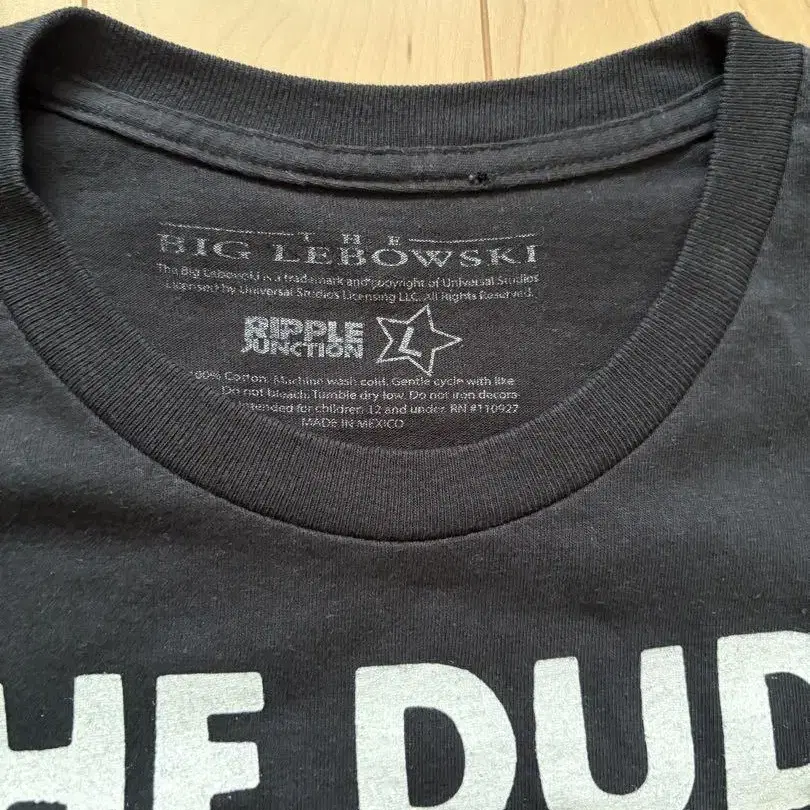 THE
BIG LEBOWSKI
The Big Lebowski is a trademark and copyright of Universal Studios
Licensed by Universal Studios Licensing LLC. All Rights Reserved.
RIPPLE
JUNCTION
L
100% Cotton. Machine wash cold. Gentle cycle with like
Do not bleach. Tumble dry low. Do not iron decora
ended for children 12 and under. RN #110927
MADE IN MEXICO
HE DUD